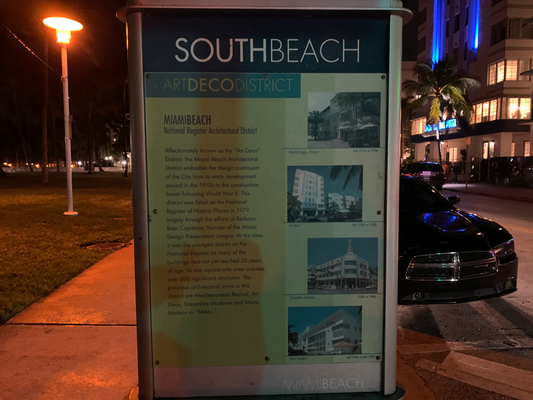 SOUTHBEACH
ARTDECODISTRICT
MIAMIBEACH
National Register Architectural District
Affectionately known as the "Art Deco"
District, the Miami Beach Architectural
District embodies the design continuum
of the City from its early development
period in the 1910s to the construction
boom following World War II. This
district was listed on the National
Register of Historic Places in 1979
largely through the efforts of Barbara
Baer Capitman, founder of the Miami
Design Preservation League. At the time,
it was the youngest district on the
National Register as many of the
buildings had not yet reached 50 years
of age. Its one square mile area includes
over 800 significant structures. The
principal architectural styles in this
district are Mediterranean Revival, Art
Deco, Streamline Moderne and Miami
Modern or "MiMo."
MIAMIBEACH